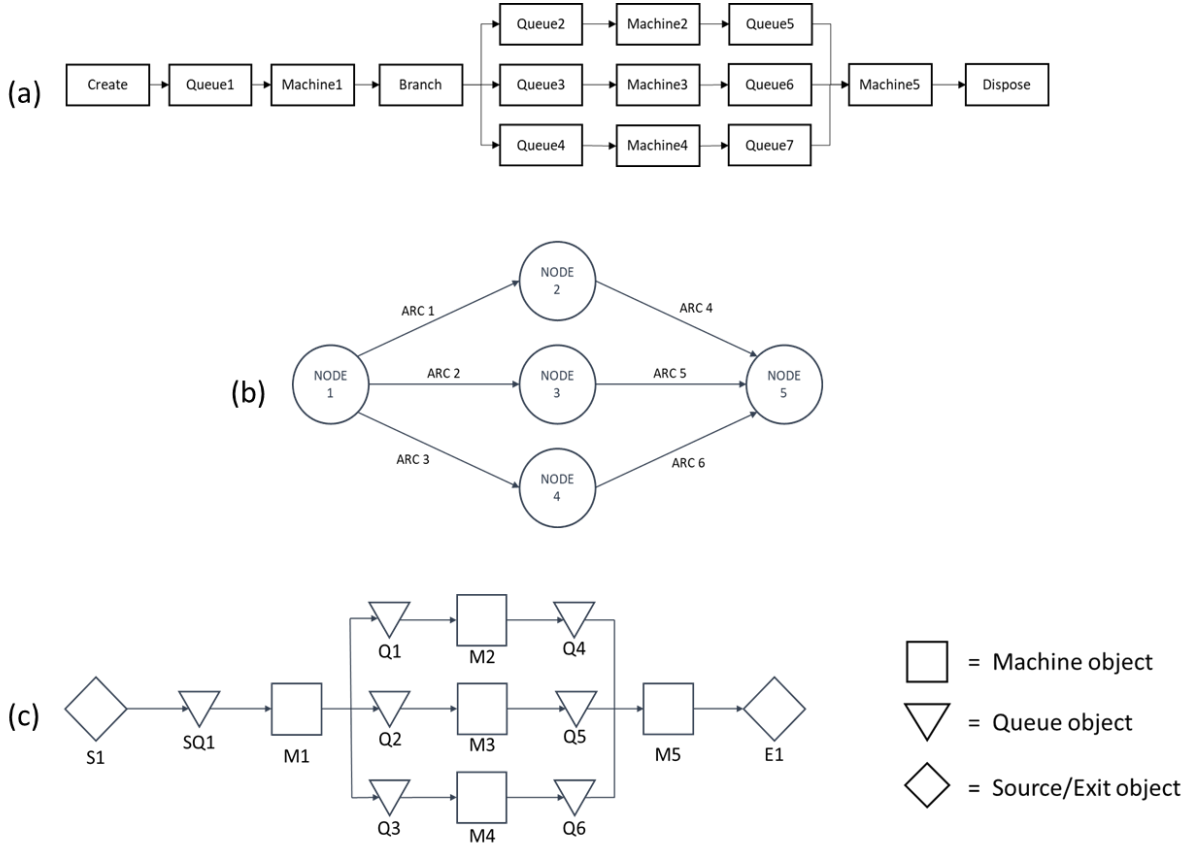 (a)
Create
Queue1
Machine1
Branch
Queue2
Machine2
Queue5
Queue3
Machine3
Queue6
Queue4
Machine4
Queue7
Machine5
Dispose
(b)
NODE
1
ARC 1
ARC 2
ARC 3
NODE
2
NODE
3
NODE
4
ARC 4
ARC 5
ARC 6
NODE
5
(c)
S1
SQ1
M1
Q1
M2
Q4
Q2
M3
Q5
Q3
M4
Q6
M5
E1
= Machine object
= Queue object
= Source/Exit object